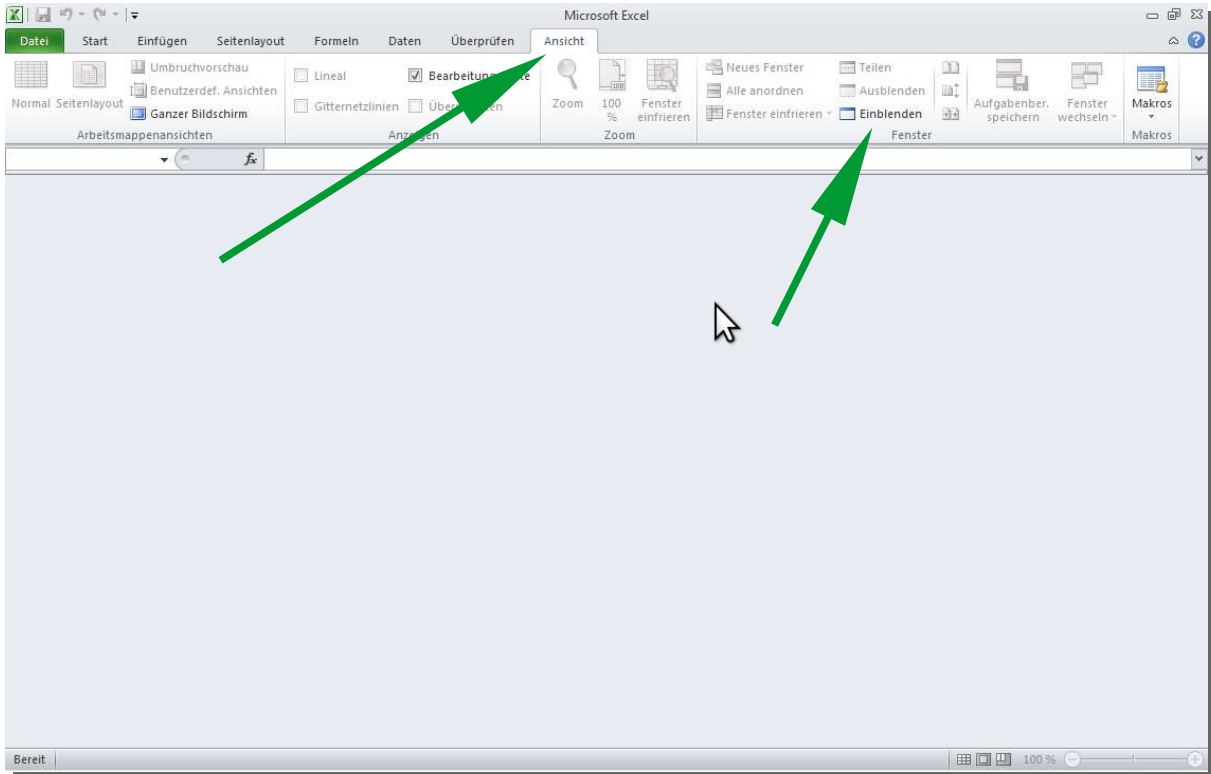 Microsoft Excel
Datei Start Einfügen Seitenlayout Formeln Daten Überprüfen Ansicht
Normal Seitenlayout
Umbruchvorschau
Benutzerdef. Ansichten
Ganzer Bildschirm
Arbeitsmappenansichten
Lineal
Gitternetzlinien
Anzeigen
Zoom
100 %
Fenster einfrieren
Zoom
Neues Fenster
Alle anordnen
Fenster einfrieren
Teilen
Ausblenden
Einblenden
Aufgabenber. speichern
Fenster wechseln
Fenster
Makros
Makros
fx
Bereit
100 %